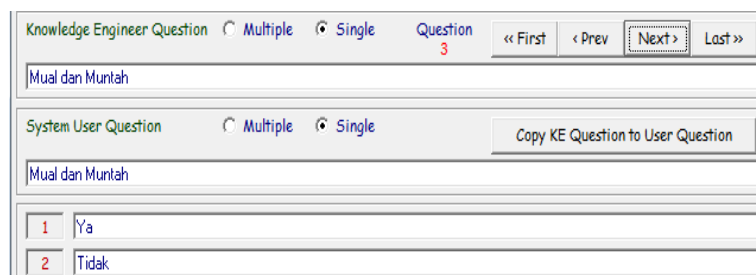 Knowledge Engineer Question Multiple Single Question 3 << First < Prev Next > Last >>
Mual dan Muntah
System User Question Multiple Single Copy KE Question to User Question
Mual dan Muntah
1 Ya
2 Tidak